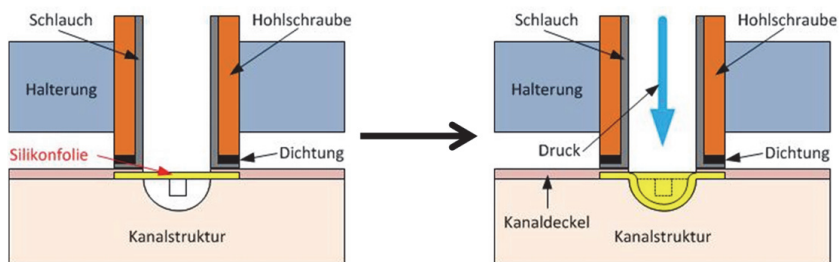 Schlauch
Hohlschraube
Halterung
Silikonfolie
Dichtung
Kanalstruktur
Schlauch
Hohlschraube
Halterung
Druck
Dichtung
Kanaldeckel
Kanalstruktur